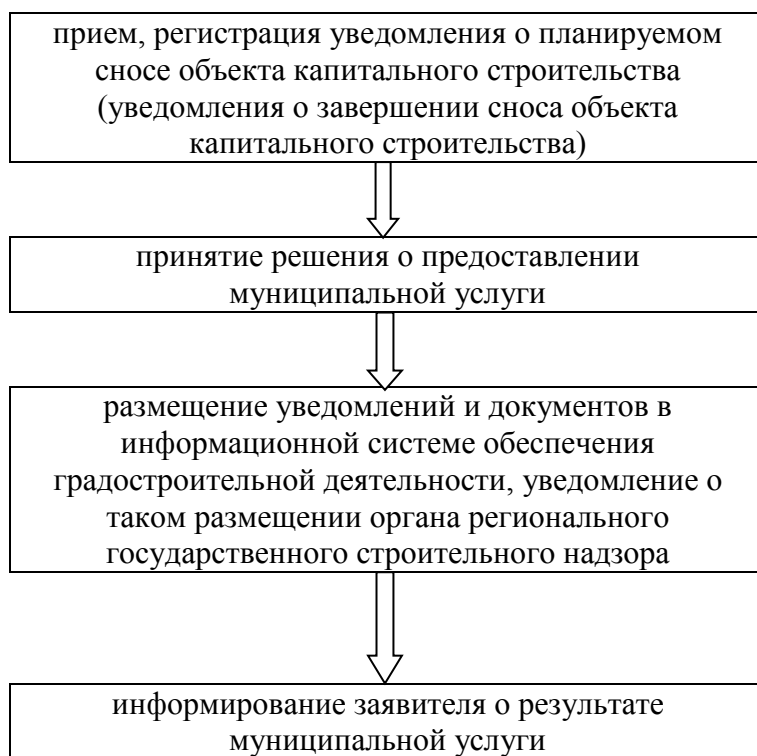 прием, регистрация уведомления о планируемом
сносе объекта капитального строительства
(уведомления о завершении сноса объекта
капитального строительства)
принятие решения о предоставлении
муниципальной услуги
размещение уведомлений и документов в
информационной системе обеспечения
градостроительной деятельности, уведомление о
таком размещении органа регионального
государственного строительного надзора
информирование заявителя о результате
муниципальной услуги